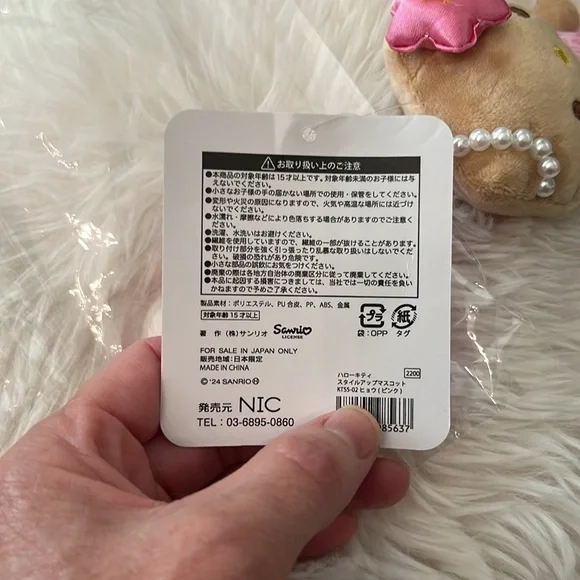 ⚠ お取り扱い上のご注意
●本商品の対象年齢は15才以上です。対象年齢未満のお子様には与
えないでください。
●小さなお子様の手の届かない場所での使用・保管をしてください。
●変形や火災の原因になりますので、火気や高温な場所には近づけ
ないでください。
●水濡れ・摩擦などにより色落ちする場合がありますのでご注意く
ださい。
●洗濯、水洗いはお避けください。
●繊維を使用していますので、繊維の一部が抜けることがあります。
●取り付け部分を強く引っ張ったり乱暴な取り扱いはしないでくだ
さい。破損の恐れがあり危険です。
●小さな部品の誤飲にお気をつけください。
●廃棄の際は各地方自治体の廃棄区分に従って廃棄してください。
●本品に起因する損害につきましては、当社では一切の責任を負い
かねますので予めご了承ください。
製品素材：ポリエステル、PU 合皮、PP、ABS、金属
対象年齢 15才以上
著 作 (株)サンリオ
Sanrio
LICENSE
プラ
紙
袋：OPP
タグ
FOR SALE IN JAPAN ONLY
販売地域：日本限定
MADE IN CHINA
© '24 SANRIO Ⓗ
ハローキティ
2200
スタイルアップマスコット
KTSS-02 ヒョウ(ピンク)
発売元 NIC
TEL：03-6895-0860
85637